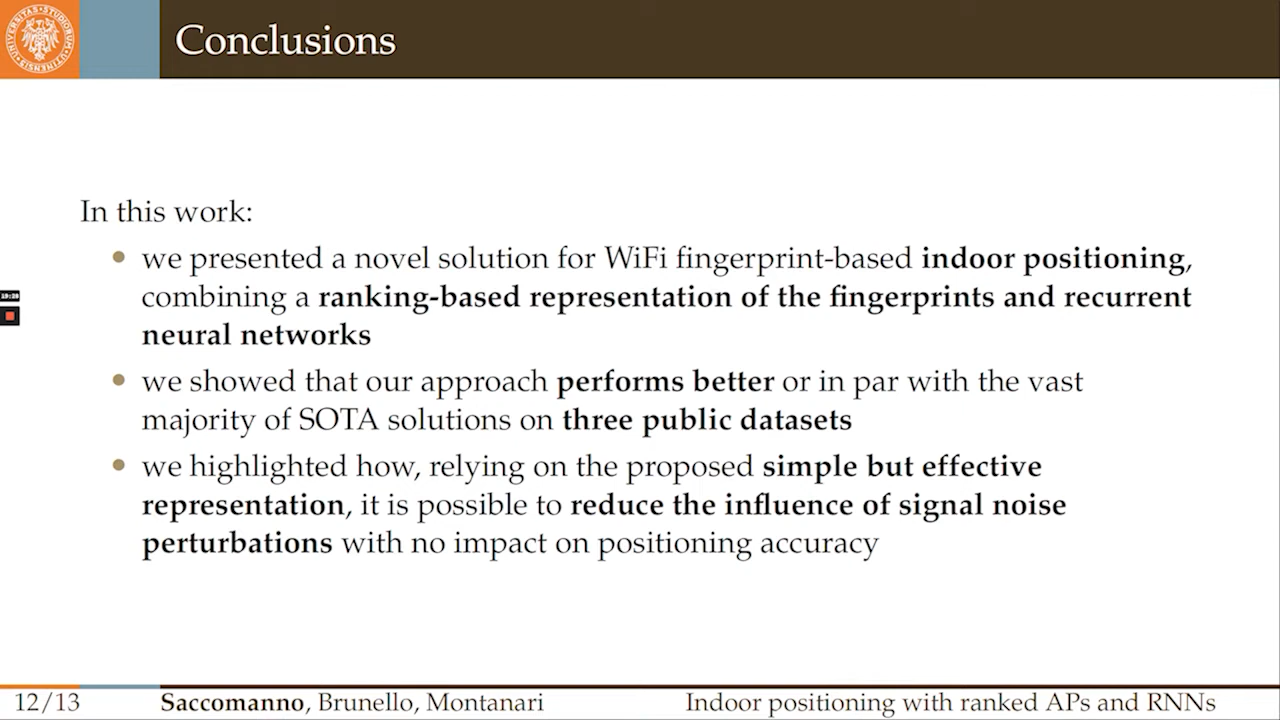 Conclusions
In this work:
• we presented a novel solution for WiFi fingerprint-based indoor positioning,
combining a ranking-based representation of the fingerprints and recurrent
neural networks
• we showed that our approach performs better or in par with the vast
majority of SOTA solutions on three public datasets
• we highlighted how, relying on the proposed simple but effective
representation, it is possible to reduce the influence of signal noise
perturbations with no impact on positioning accuracy
12/13 Saccomanno, Brunello, Montanari Indoor positioning with ranked APs and RNNs